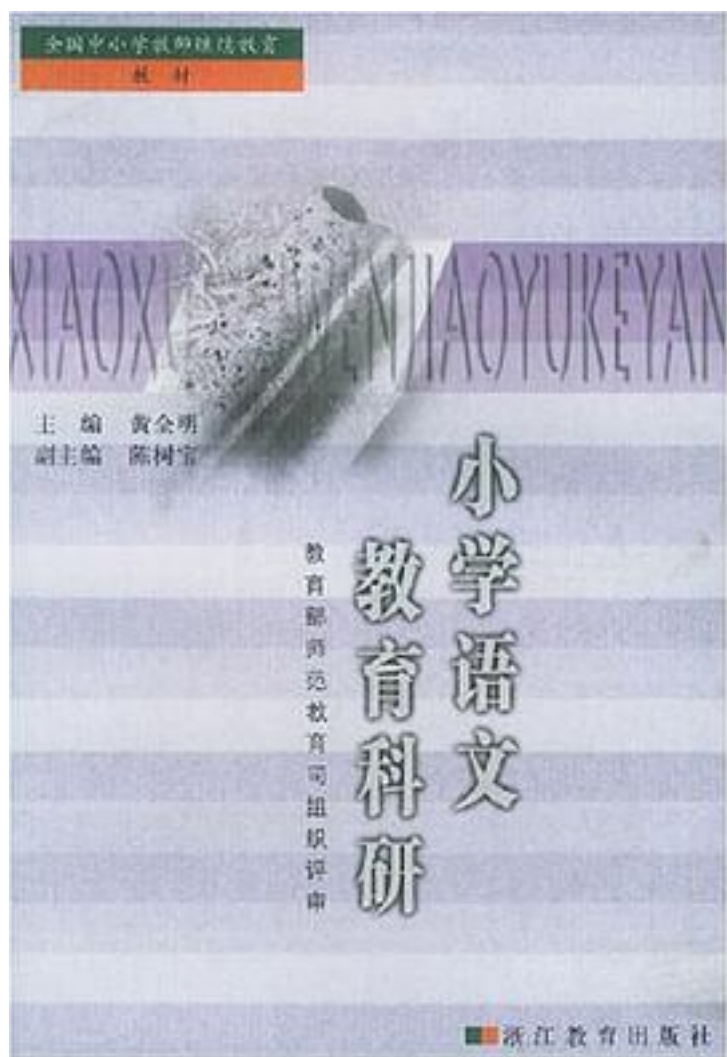 全国中小学教师继续教育
教材
XIAOXU
ENJIAOYUKEYAN
主 编 黄全明
副主编 陈树宝
小学语文
教育科研
教育部师范教育司组织评审
浙江教育出版社